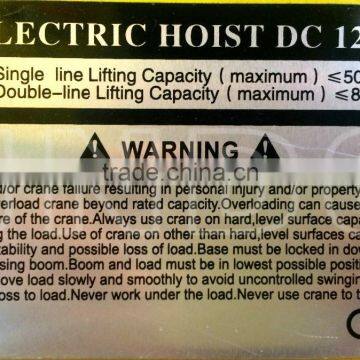 LECTRIC HOIST DC 12
Single line Lifting Capacity ( maximum ) ≤50
Double-line Lifting Capacity ( maximum ) ≤8
WARNING
d/or crane failure resulting in personal injury and/or property
verload crane beyond rated capacity.Overloading can cause
re of the crane.Always use crane on hard,level surface capa
g the load.Use of crane on other than hard,level surfaces ca
tability and possible loss of load.Base must be locked in do
sing boom.Boom and load must be in lowest possible positi
ove load slowly and smoothly to avoid uncontrolled swingin
oss to load.Never work under the load.Never use crane to t
trade.china.cn